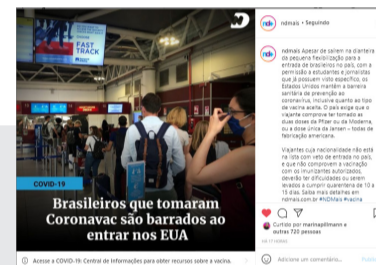 FAST
TRACK
COVID-19
Brasileiros que tomaram
Coronavac são barrados ao
entrar nos EUA
Acesse a COVID-19: Central de Informações para obter recursos sobre a vacina.
ndmais • Seguindo
ndmais Apesar de saírem na dianteira
da pequena flexibilização para a
entrada de brasileiros no país, com a
permissão a estudantes e jornalistas
que já possuem visto específico, os
Estados Unidos mantém a barreira
sanitária de prevenção ao
coronavírus, inclusive quanto ao tipo
de vacina aceita. O país exige que o
viajante comprove ter tomado as
duas doses da Pfizer ou da Moderna,
ou a dose única da Jansen – todas de
fabricação americana.
Viajantes cuja nacionalidade não está
na lista com veto de entrada no país,
e que não comprovem a vacinação
com os imunizantes autorizados,
deverão ter dificuldades ou serem
levados a cumprir quarentena de 10 a
15 dias. Saiba mais detalhes em
ndmais.com.br #NDMais #vacina
Curtido por marinapillmann e
outras 720 pessoas
HÁ 17 HORAS
Adicione um comentário...
Publicar